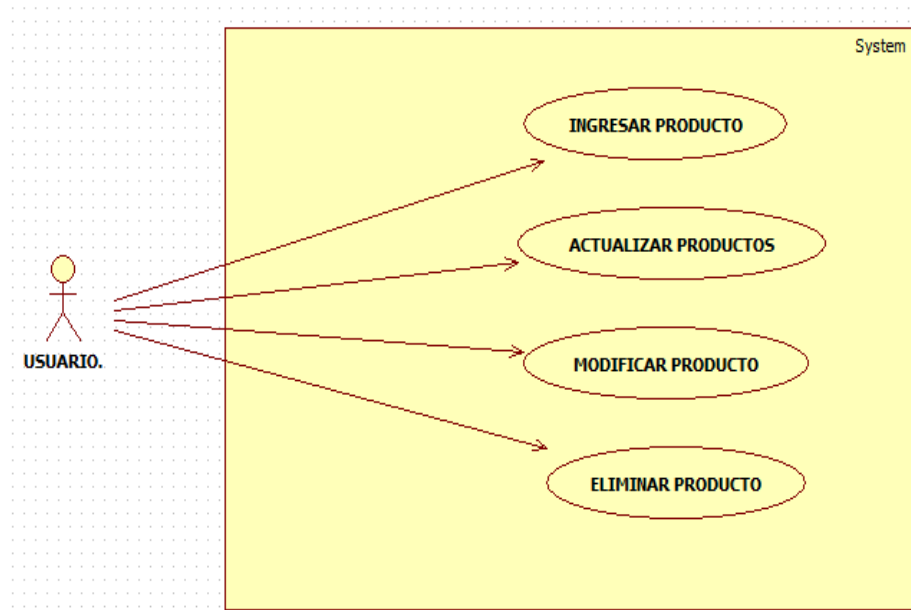 System
INGRESAR PRODUCTO
ACTUALIZAR PRODUCTOS
MODIFICAR PRODUCTO
USUARIO.
ELIMINAR PRODUCTO